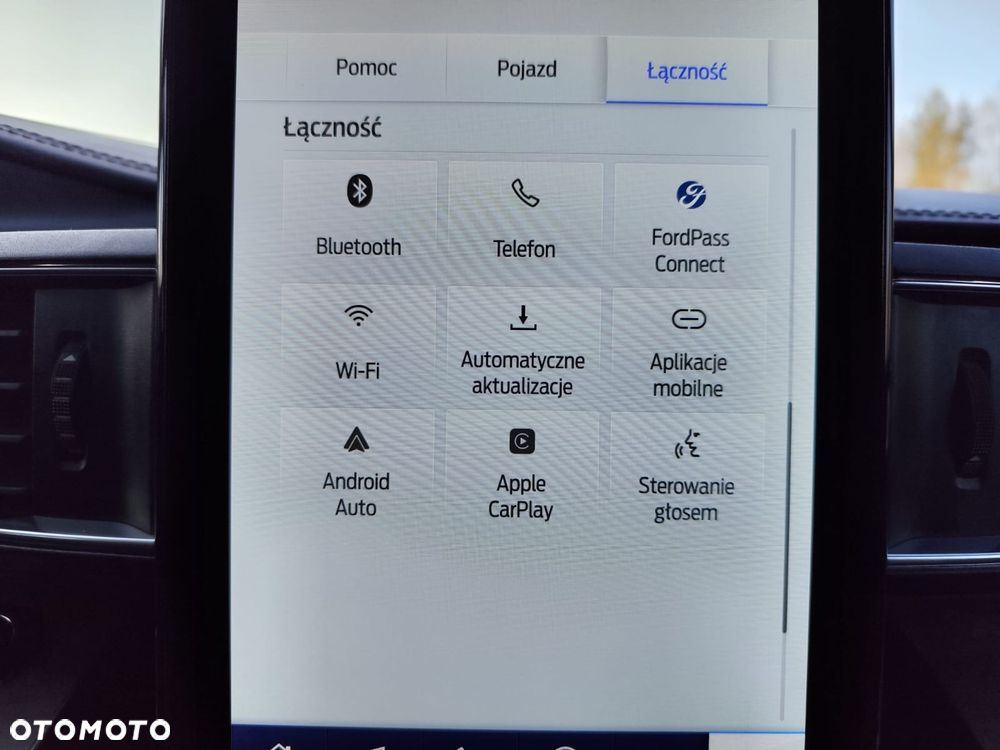 Pomoc Pojazd Łączność
Łączność
Bluetooth Telefon FordPass
Connect
Wi-Fi Automatyczne
aktualizacje Aplikacje
mobilne
Android
Auto Apple
CarPlay Sterowanie
głosem
OTOMOTO